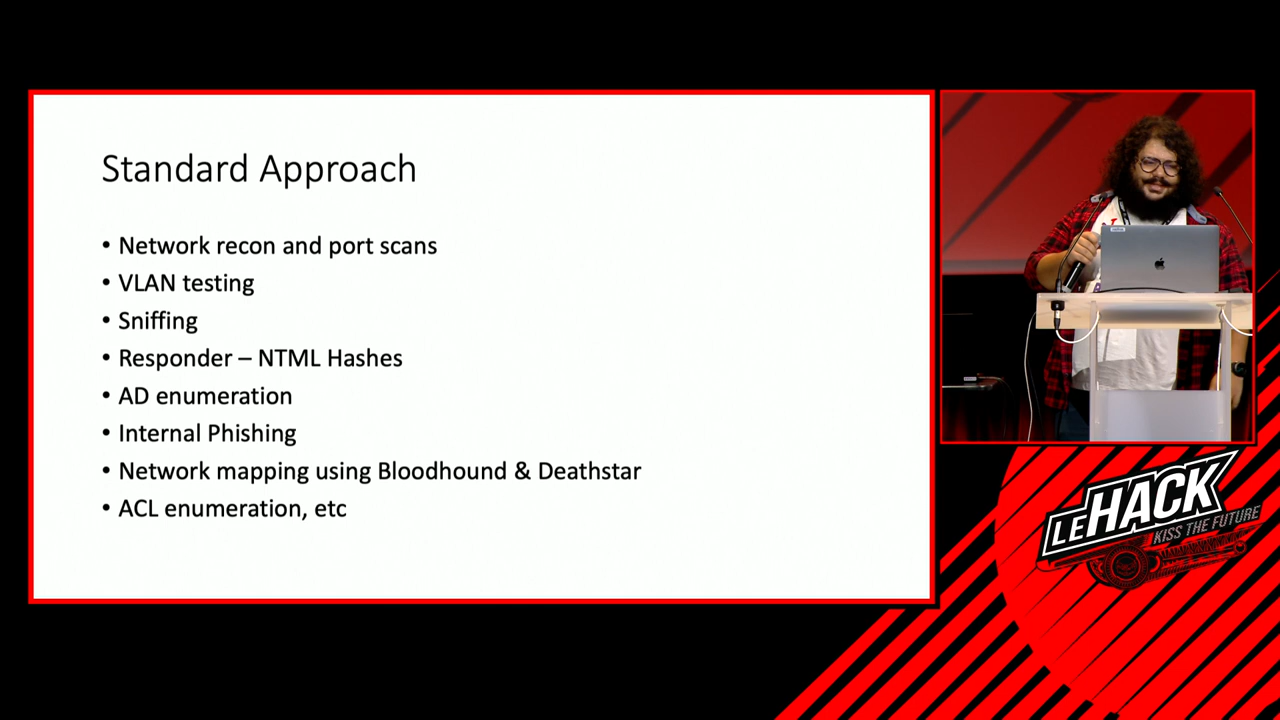 Standard Approach
• Network recon and port scans
• VLAN testing
• Sniffing
• Responder – NTML Hashes
• AD enumeration
• Internal Phishing
• Network mapping using Bloodhound & Deathstar
• ACL enumeration, etc
LEHACK
KISS THE FUTURE